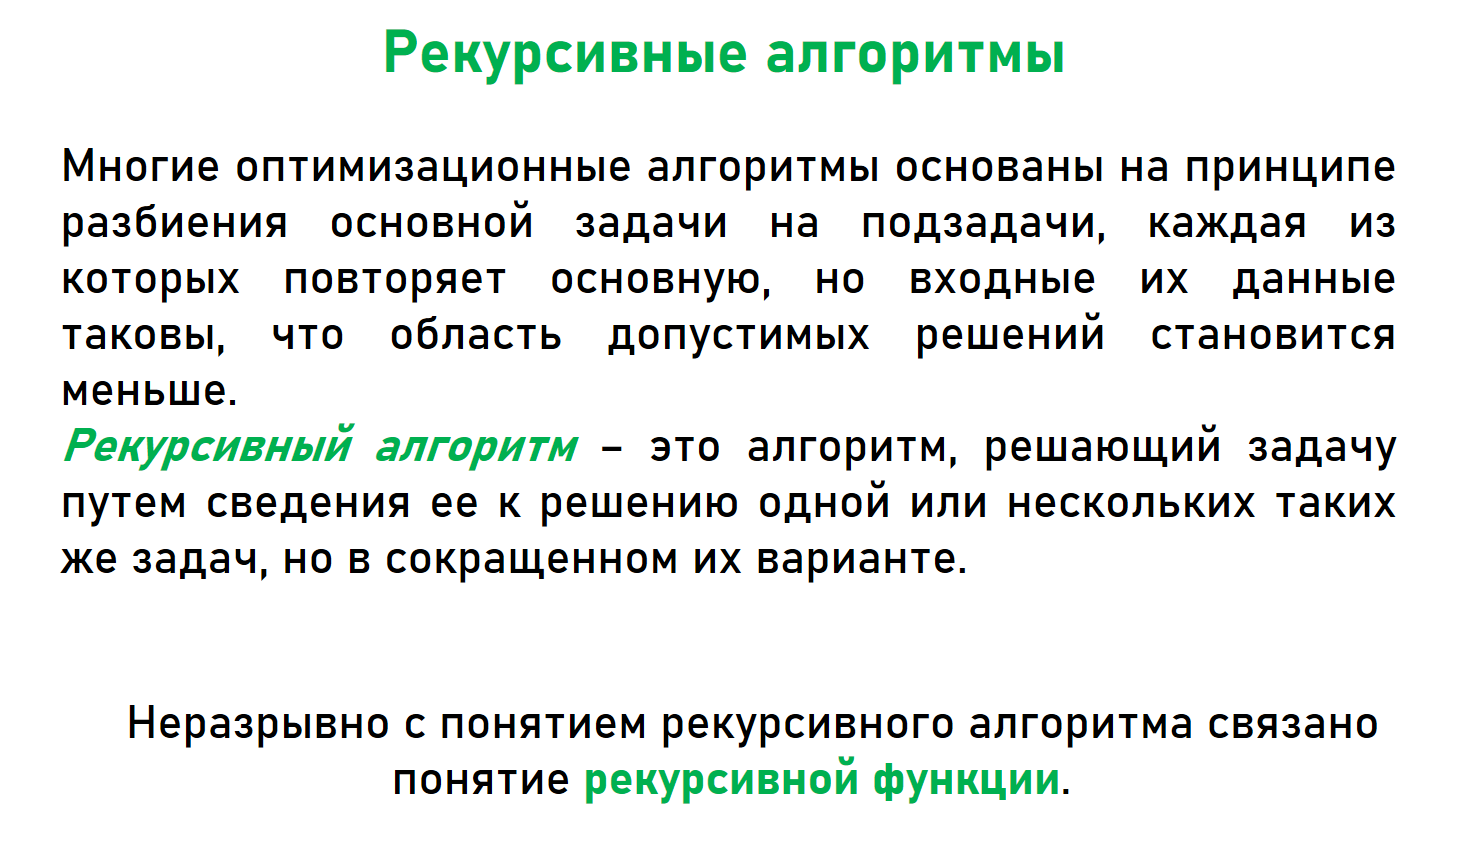 Рекурсивные алгоритмы
Многие оптимизационные алгоритмы основаны на принципе
разбиения основной задачи на подзадачи, каждая из
которых повторяет основную, но входные их данные
таковы, что область допустимых решений становится
меньше.
Рекурсивный алгоритм – это алгоритм, решающий задачу
путем сведения ее к решению одной или нескольких таких
же задач, но в сокращенном их варианте.
Неразрывно с понятием рекурсивного алгоритма связано
понятие рекурсивной функции.